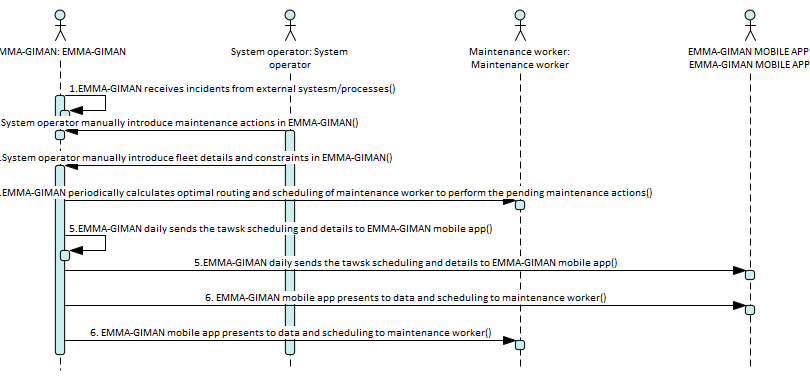 MMA-GIMAN: EMMA-GIMAN
System operator: System
operator
Maintenance worker:
Maintenance worker
EMMA-GIMAN MOBILE APP
EMMA-GIMAN MOBILE APP
1.EMMA-GIMAN receives incidents from external systesm/processes()
System operator manually introduce maintenance actions in EMMA-GIMAN()
.System operator manually introduce fleet details and constraints in EMMA-GIMAN()
.EMMA-GIMAN periodically calculates optimal routing and scheduling of maintenance worker to perform the pending maintenance actions()
5.EMMA-GIMAN daily sends the tawsk scheduling and details to EMMA-GIMAN mobile app()
5.EMMA-GIMAN daily sends the tawsk scheduling and details to EMMA-GIMAN mobile app()
6. EMMA-GIMAN mobile app presents to data and scheduling to maintenance worker()
6. EMMA-GIMAN mobile app presents to data and scheduling to maintenance worker()